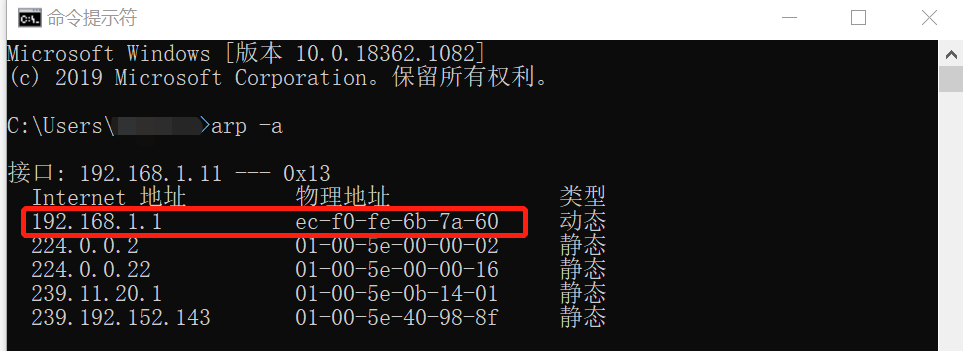 命令提示符
Microsoft Windows [版本 10.0.18362.1082]
(c) 2019 Microsoft Corporation。保留所有权利。
C:\Users\ >arp -a
接口: 192.168.1.11 --- 0x13
Internet 地址 物理地址 类型
192.168.1.1 ec-f0-fe-6b-7a-60 动态
224.0.0.2 01-00-5e-00-00-02 静态
224.0.0.22 01-00-5e-00-00-16 静态
239.11.20.1 01-00-5e-0b-14-01 静态
239.192.152.143 01-00-5e-40-98-8f 静态